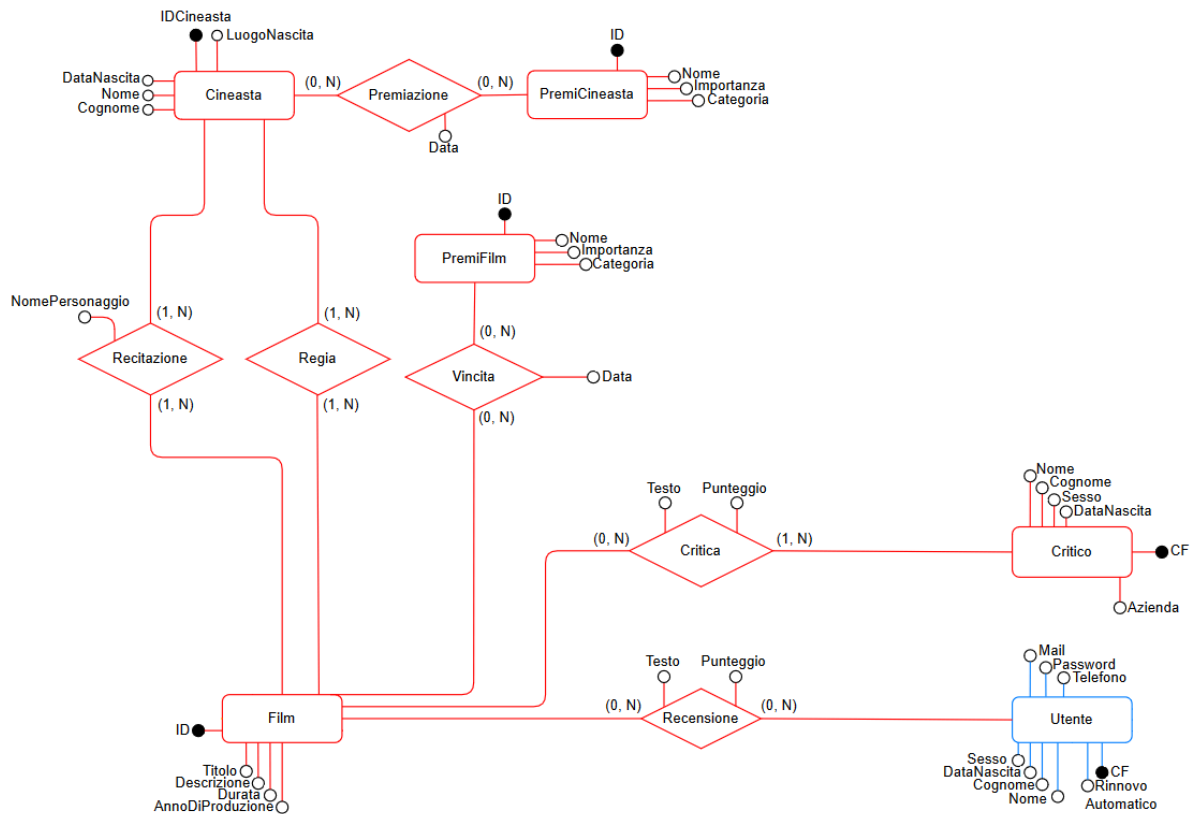 IDCineasta
LuogoNascita
DataNascita
Nome
Cognome
Cineasta
(0, N)
Premiazione
Data
(0, N)
ID
PremiCineasta
Nome
Importanza
Categoria
ID
PremiFilm
Nome
Importanza
Categoria
NomePersonaggio
(1, N)
Recitazione
(1, N)
(1, N)
Regia
(1, N)
(0, N)
Vincita
Data
(0, N)
Testo
Punteggio
(0, N)
Critica
(1, N)
Nome
Cognome
Sesso
DataNascita
Critico
CF
Azienda
Testo
Punteggio
(0, N)
Recensione
(0, N)
Mail
Password
Telefono
Utente
Sesso
DataNascita
Cognome
Nome
CF
Rinnovo
Automatico
Film
ID
Titolo
Descrizione
Durata
AnnoDiProduzione